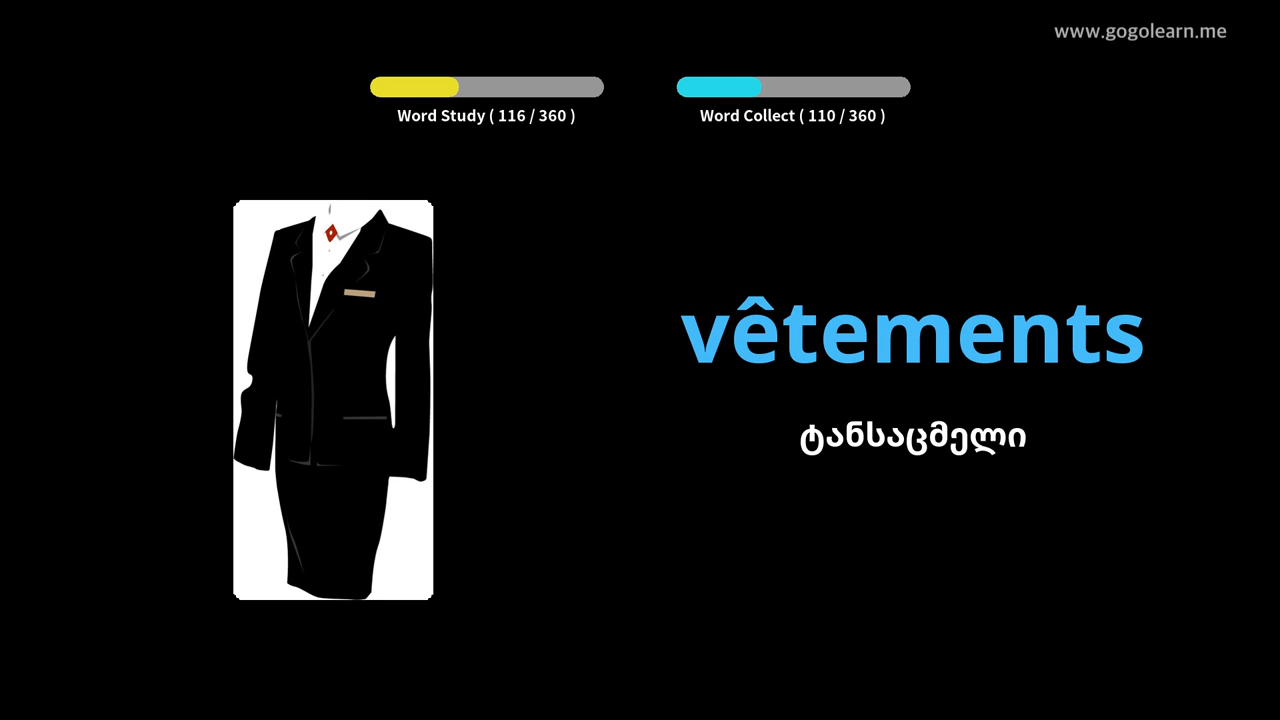 www.gogolearn.me
Word Study ( 116 / 360 )
Word Collect ( 110 / 360 )
vêtements
ტანსაცმელი